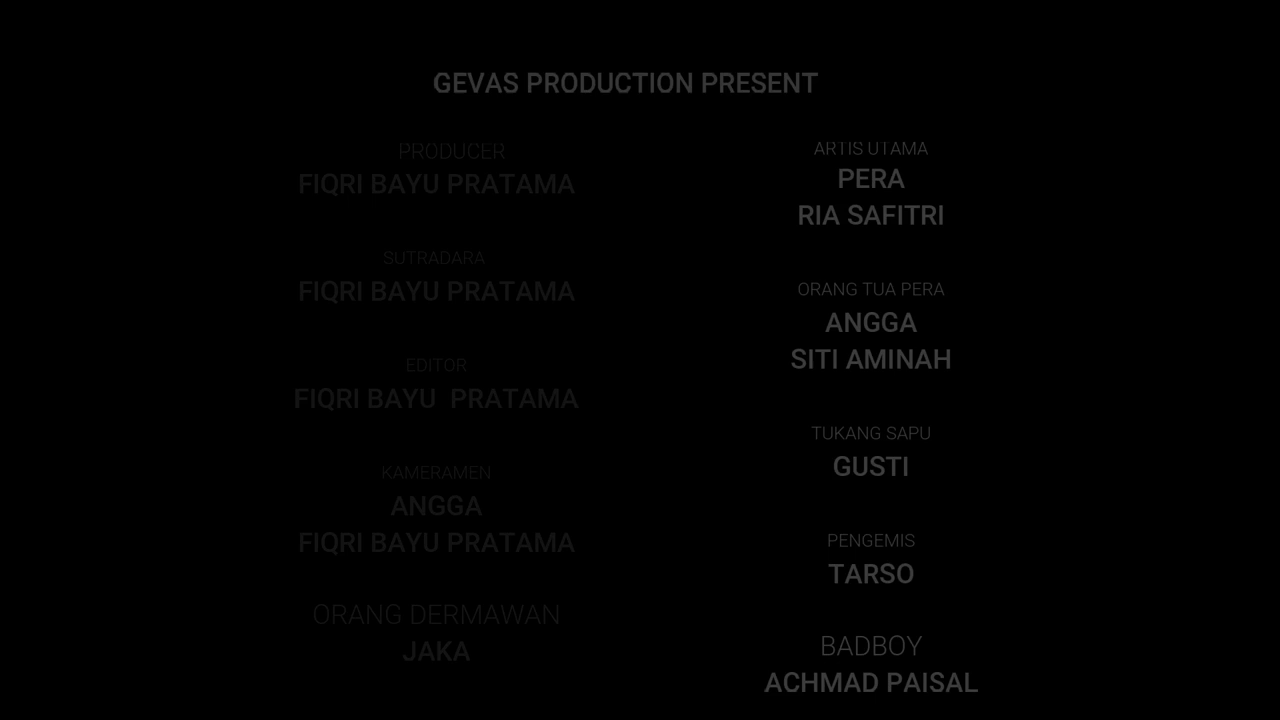 GEVAS PRODUCTION PRESENT
PRODUCER
FIQRI BAYU PRATAMA
SUTRADARA
FIQRI BAYU PRATAMA
EDITOR
FIQRI BAYU  PRATAMA
KAMERAMEN
ANGGA
FIQRI BAYU PRATAMA
ORANG DERMAWAN
JAKA
ARTIS UTAMA
PERA
RIA SAFITRI
ORANG TUA PERA
ANGGA
SITI AMINAH
TUKANG SAPU
GUSTI
PENGEMIS
TARSO
BADBOY
ACHMAD PAISAL